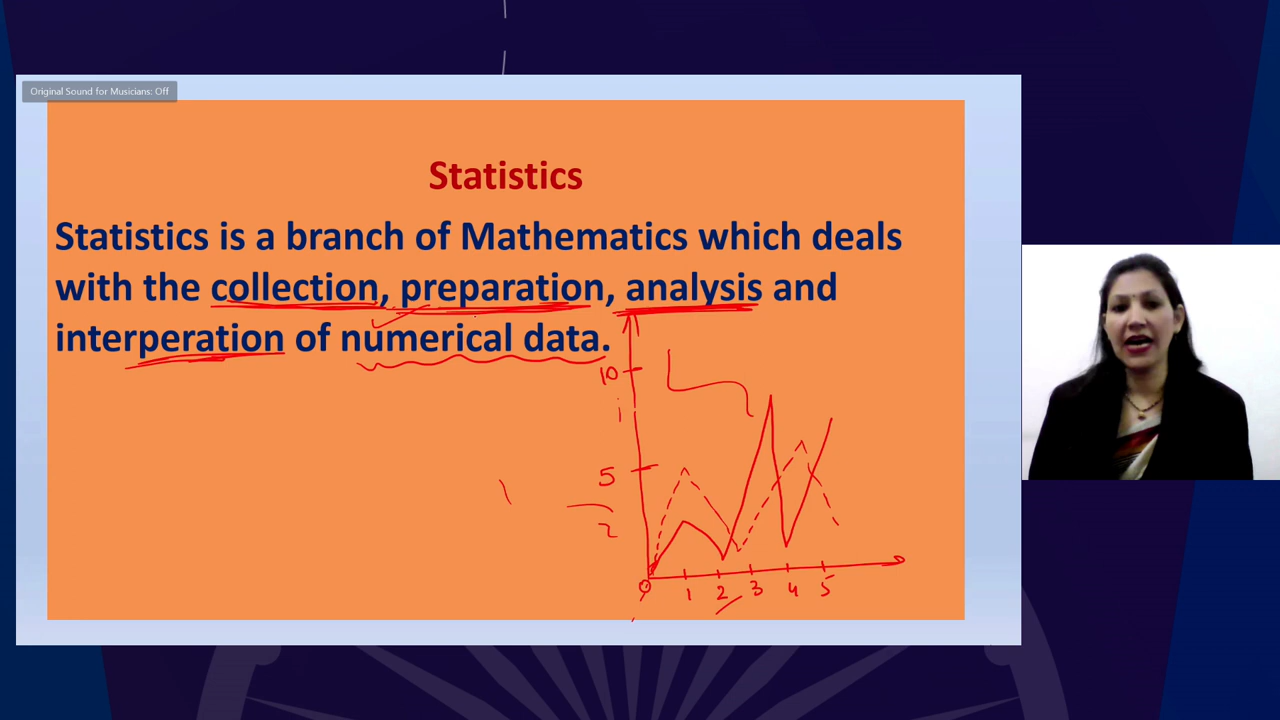 Original Sound for Musicians: Off
Statistics
Statistics is a branch of Mathematics which deals
with the collection, preparation, analysis and
interperation of numerical data.
10
5
2
0
1 2 3 4 5